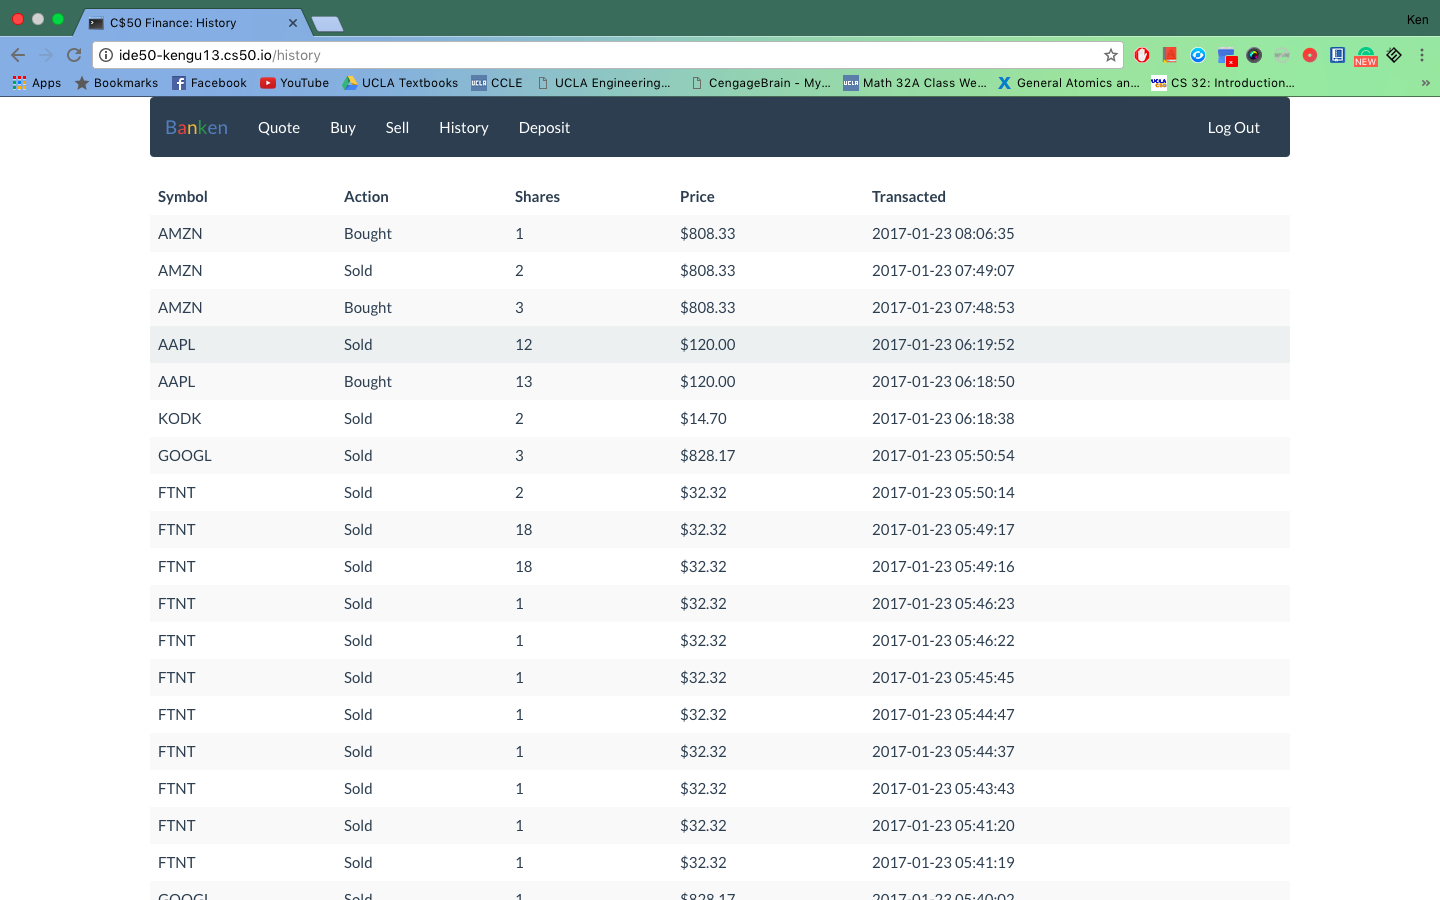 C$50 Finance: History
Ken
ide50-kengu13.cs50.io/history
NEW
Apps Bookmarks Facebook YouTube UCLA Textbooks UCLA CCLE UCLA Engineering... CengageBrain - My... UCLA Math 32A Class We... General Atomics an... UCLA CS 32: Introduction... »
Banken Quote Buy Sell History Deposit Log Out
Symbol Action Shares Price Transacted
AMZN Bought 1 $808.33 2017-01-23 08:06:35
AMZN Sold 2 $808.33 2017-01-23 07:49:07
AMZN Bought 3 $808.33 2017-01-23 07:48:53
AAPL Sold 12 $120.00 2017-01-23 06:19:52
AAPL Bought 13 $120.00 2017-01-23 06:18:50
KODK Sold 2 $14.70 2017-01-23 06:18:38
GOOGL Sold 3 $828.17 2017-01-23 05:50:54
FTNT Sold 2 $32.32 2017-01-23 05:50:14
FTNT Sold 18 $32.32 2017-01-23 05:49:17
FTNT Sold 18 $32.32 2017-01-23 05:49:16
FTNT Sold 1 $32.32 2017-01-23 05:46:23
FTNT Sold 1 $32.32 2017-01-23 05:46:22
FTNT Sold 1 $32.32 2017-01-23 05:45:45
FTNT Sold 1 $32.32 2017-01-23 05:44:47
FTNT Sold 1 $32.32 2017-01-23 05:44:37
FTNT Sold 1 $32.32 2017-01-23 05:43:43
FTNT Sold 1 $32.32 2017-01-23 05:41:20
FTNT Sold 1 $32.32 2017-01-23 05:41:19
GOOGL Sold 1 $828.17 2017-01-23 05:40:02